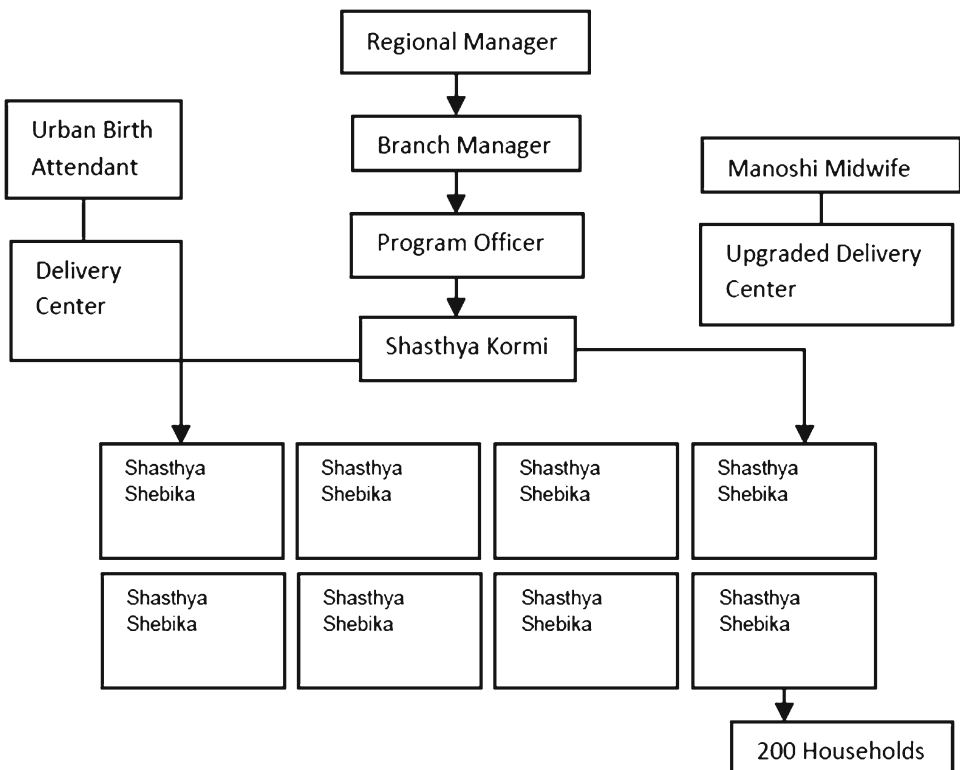 Regional Manager
Urban Birth
Attendant
Branch Manager
Manoshi Midwife
Program Officer
Delivery
Center
Upgraded Delivery
Center
Shasthya Kormi
Shasthya
Shebika
Shasthya
Shebika
Shasthya
Shebika
Shasthya
Shebika
Shasthya
Shebika
Shasthya
Shebika
Shasthya
Shebika
Shasthya
Shebika
200 Households